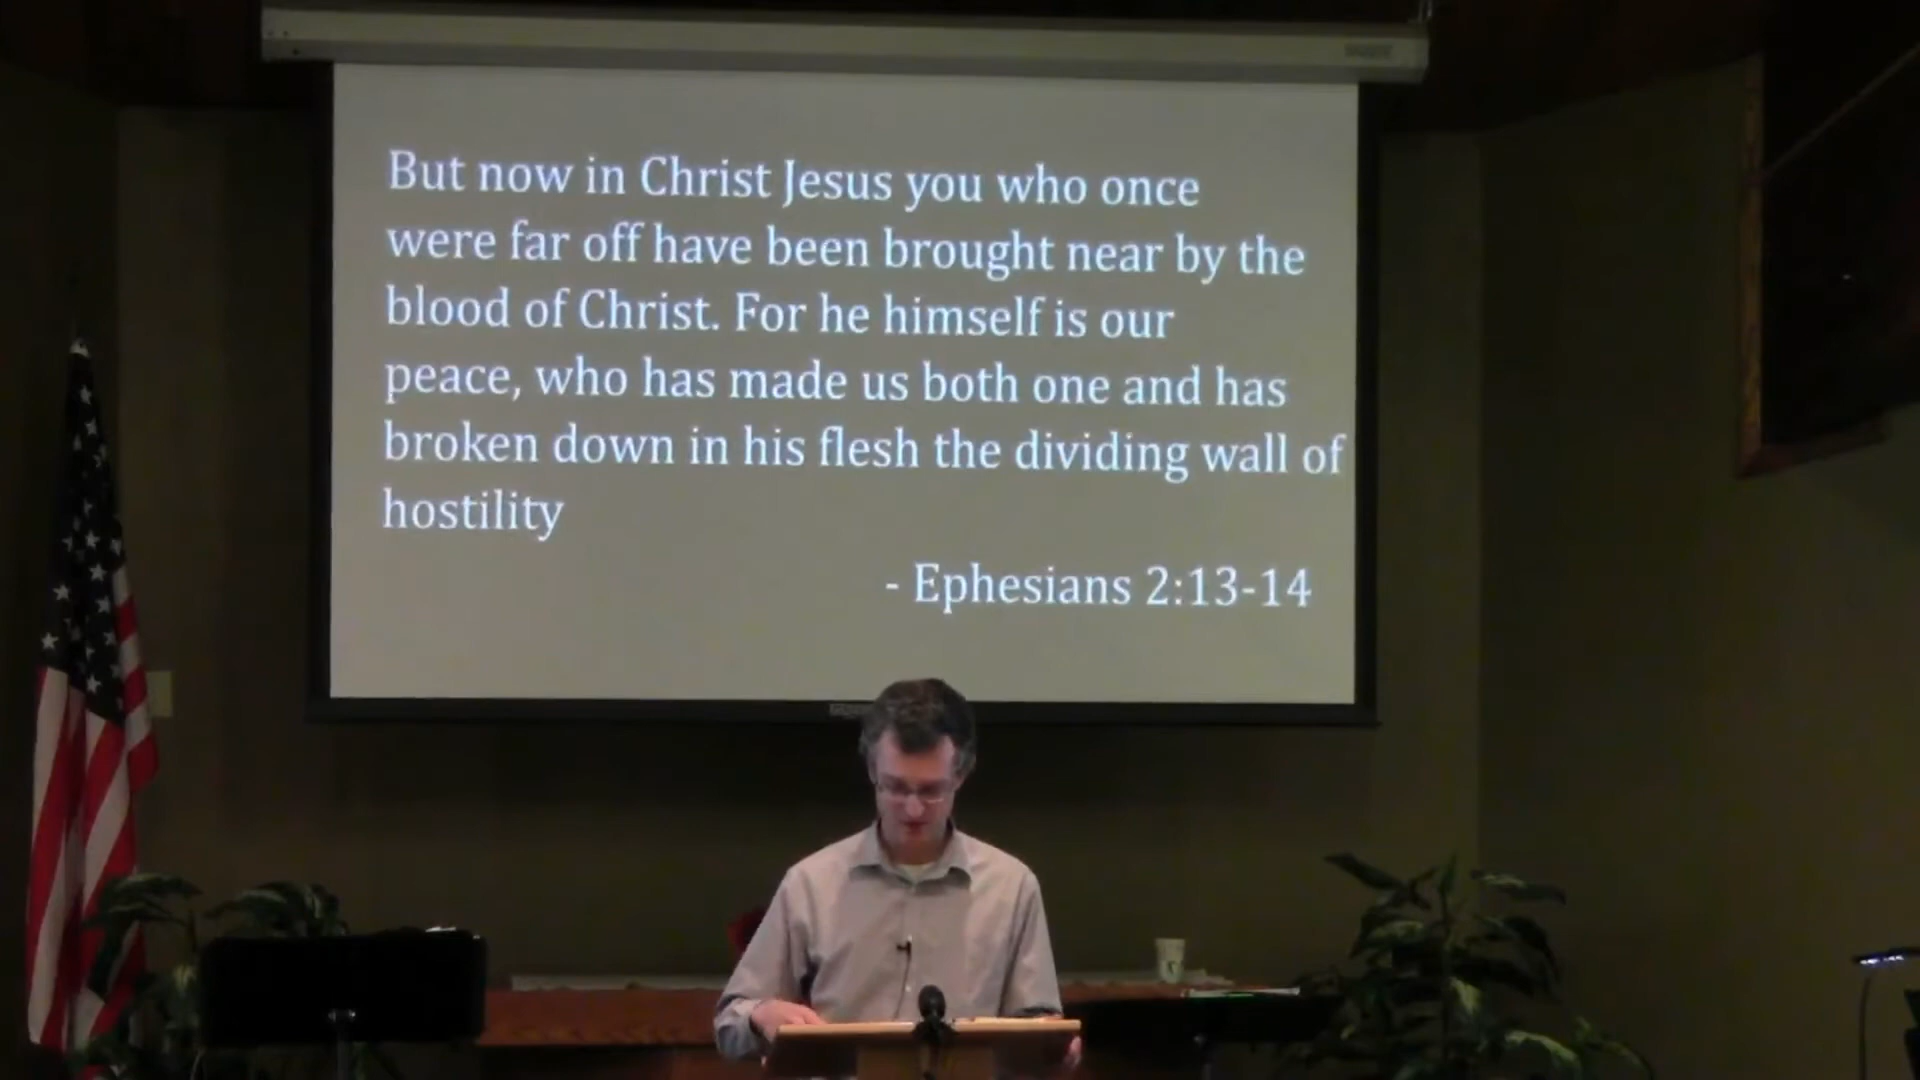 But now in Christ Jesus you who once
were far off have been brought near by the
blood of Christ. For he himself is our
peace, who has made us both one and has
broken down in his flesh the dividing wall of
hostility
- Ephesians 2:13-14